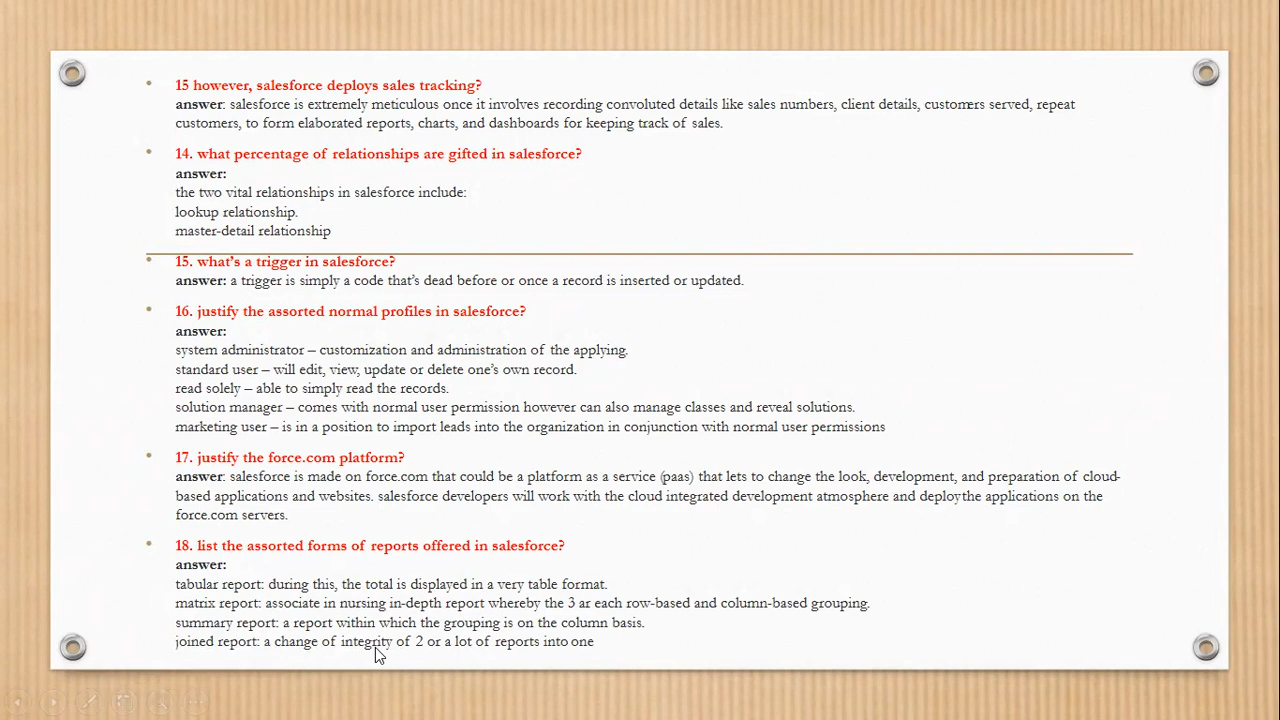 15 however, salesforce deploys sales tracking?
answer: salesforce is extremely meticulous once it involves recording convoluted details like sales numbers, client details, customers served, repeat
customers, to form elaborated reports, charts, and dashboards for keeping track of sales.
14. what percentage of relationships are gifted in salesforce?
answer:
the two vital relationships in salesforce include:
lookup relationship.
master-detail relationship
15. what's a trigger in salesforce?
answer: a trigger is simply a code that's dead before or once a record is inserted or updated.
16. justify the assorted normal profiles in salesforce?
answer:
system administrator – customization and administration of the applying.
standard user – will edit, view, update or delete one's own record.
read solely – able to simply read the records.
solution manager – comes with normal user permission however can also manage classes and reveal solutions.
marketing user – is in a position to import leads into the organization in conjunction with normal user permissions
17. justify the force.com platform?
answer: salesforce is made on force.com that could be a platform as a service (paas) that lets to change the look, development, and preparation of cloud-
based applications and websites. salesforce developers will work with the cloud integrated development atmosphere and deploy the applications on the
force.com servers.
18. list the assorted forms of reports offered in salesforce?
answer:
tabular report: during this, the total is displayed in a very table format.
matrix report: associate in nursing in-depth report whereby the 3 ar each row-based and column-based grouping.
summary report: a report within which the grouping is on the column basis.
joined report: a change of integrity of 2 or a lot of reports into one